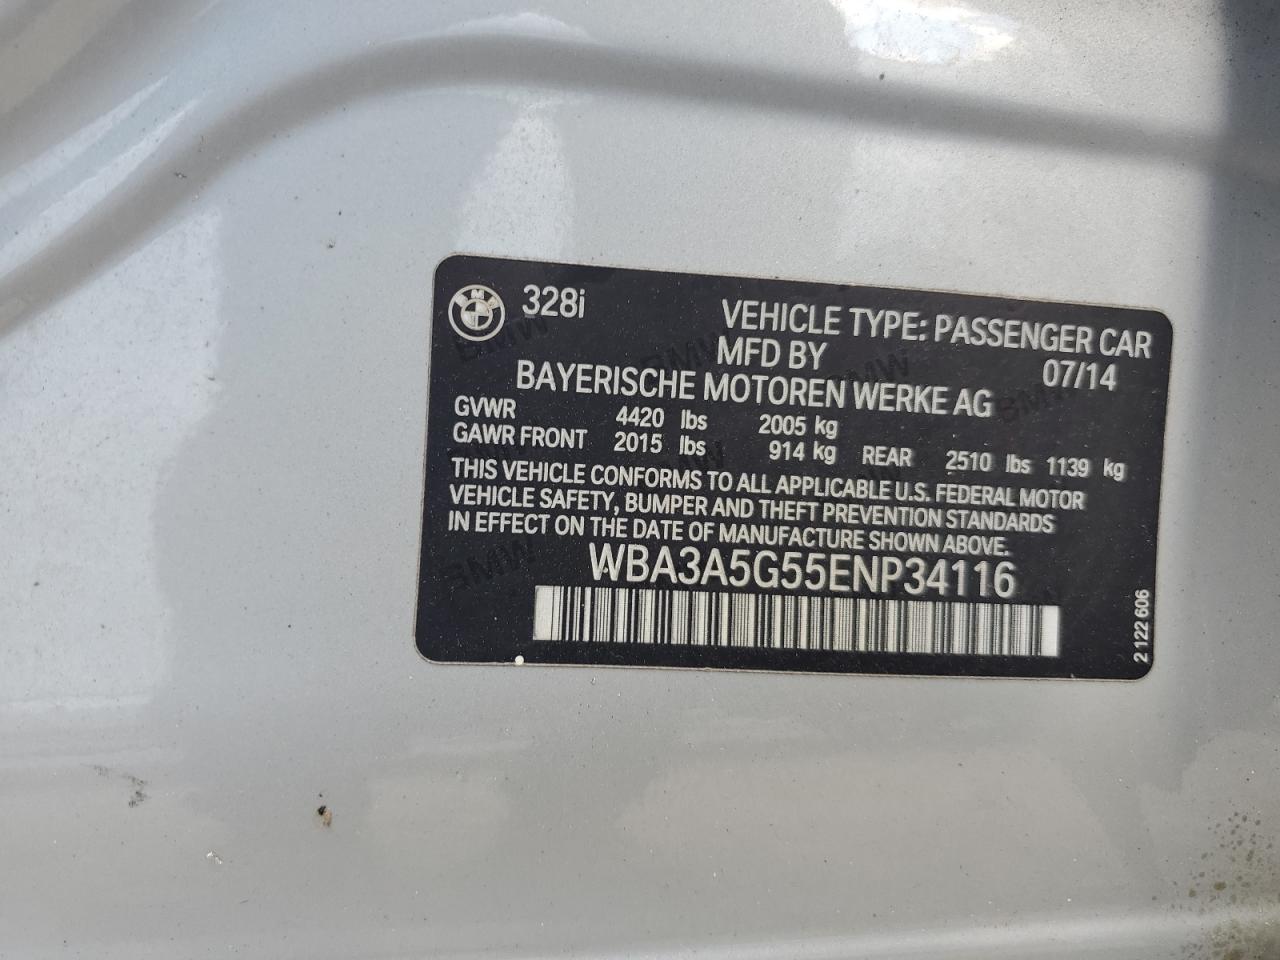 BMW 328i VEHICLE TYPE: PASSENGER CAR
MFD BY 07/14
BAYERISCHE MOTOREN WERKE AG
GVWR 4420 lbs 2005 kg
GAWR FRONT 2015 lbs 914 kg REAR 2510 lbs 1139 kg
THIS VEHICLE CONFORMS TO ALL APPLICABLE U.S. FEDERAL MOTOR
VEHICLE SAFETY, BUMPER AND THEFT PREVENTION STANDARDS
IN EFFECT ON THE DATE OF MANUFACTURE SHOWN ABOVE.
WBA3A5G55ENP34116
2 122 606